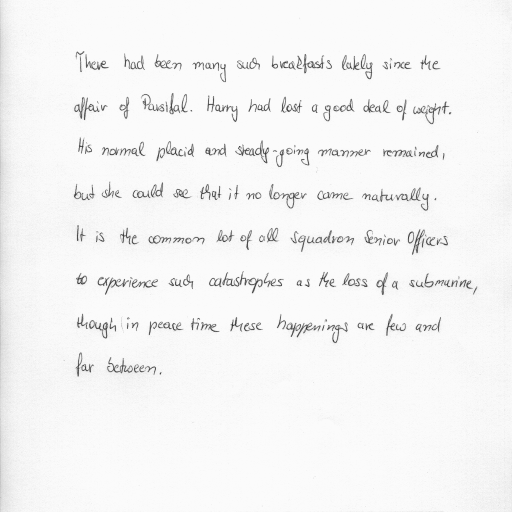 There had been many such breakfasts lately since the
affair of Parsifal. Harry had lost a good deal of weight.
His normal placid and steady-going manner remained,
but she could see that it no longer came naturally.
It is the common lot of all Squadron Senior Officers
to experience such catastrophes as the loss of a submarine,
though in peace time these happenings are few and
far between.